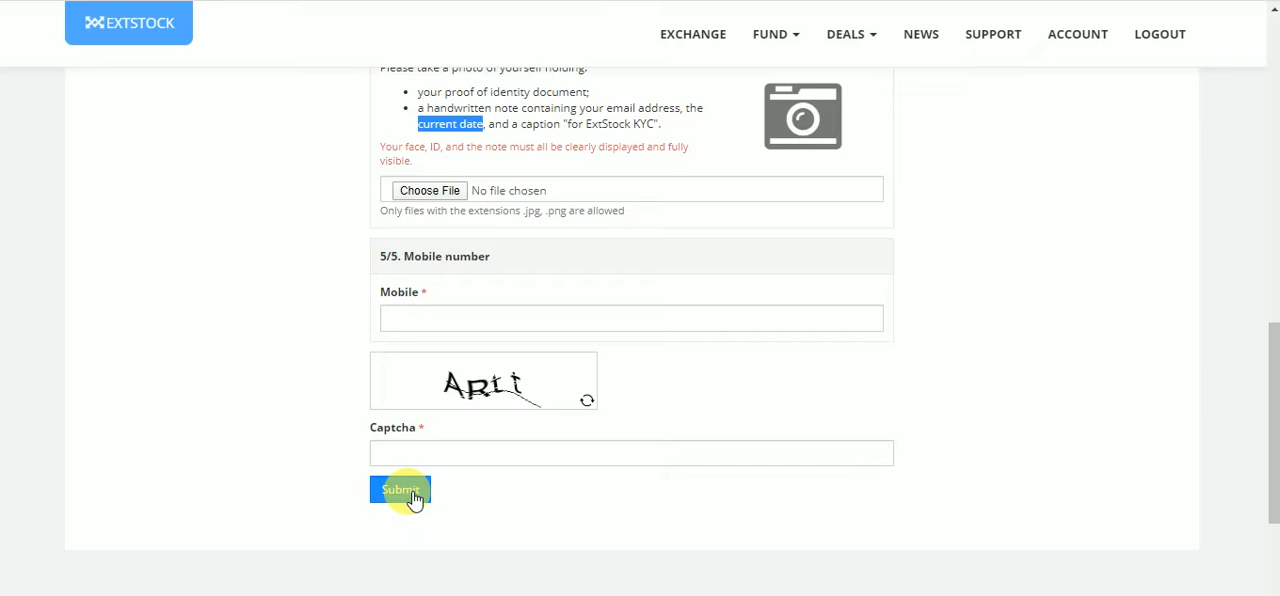 EXTSTOCK
EXCHANGE FUND DEALS NEWS SUPPORT ACCOUNT LOGOUT
Please take a photo of yourself holding:
your proof of identity document;
a handwritten note containing your email address, the
current date, and a caption "for ExtStock KYC".
Your face, ID, and the note must all be clearly displayed and fully
visible.
Choose File No file chosen
Only files with the extensions .jpg, .png are allowed
5/5. Mobile number
Mobile *
Captcha *
Submit